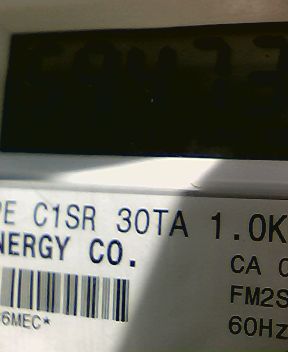 PE C1SR 30TA 1.0K
NERGY CO.
CA
FM2S
6MEC*
60Hz